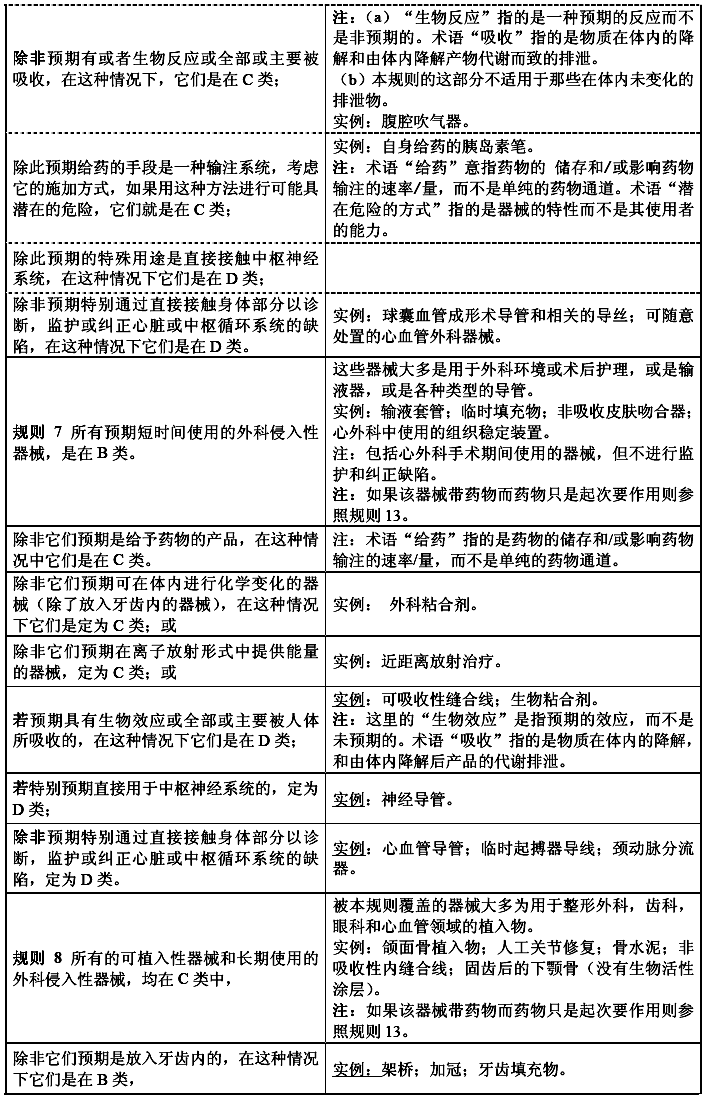 除非预期有或者生物反应或全部或主要被
吸收，在这种情况下，它们是在 C 类；
注：（a）“生物反应”指的是一种预期的反应而不
是非预期的。术语“吸收”指的是物质在体内的降
解和由体内降解产物代谢而致的排泄。
（b）本规则的这部分不适用于那些在体内未变化的
排泄物。
实例：腹腔吹气器。
除此预期给药的手段是一种输注系统，考虑
它的施加方式，如果用这种方法进行可能具
潜在的危险，它们就是在 C 类；
实例：自身给药的胰岛素笔。
注：术语“给药”意指药物的 储存和/或影响药物
输注的速率/量，而不是单纯的药物通道。术语“潜
在危险的方式”指的是器械的特性而不是其使用者
的能力。
除此预期的特殊用途是直接接触中枢神经
系统，在这种情况下它们是在 D 类；
除非预期特别通过直接接触身体部分以诊
断，监护或纠正心脏或中枢循环系统的缺
陷，在这种情况下它们是在 D 类。
实例：球囊血管成形术导管和相关的导丝；可随意
处置的心血管外科器械。
规则 7 所有预期短时间使用的外科侵入性
器械，是在 B 类。
这些器械大多是用于外科环境或术后护理，或是输
液器，或是各种类型的导管。
实例：输液套管；临时填充物；非吸收皮肤吻合器；
心外科中使用的组织稳定装置。
注：包括心外科手术期间使用的器械，但不进行监
护和纠正缺陷。
注：如果该器械带药物而药物只是起次要作用则参
照规则 13。
除非它们预期是给予药物的产品，在这种情
况中它们是在 C 类。
注：术语“给药”指的是药物的储存和/或影响药物
输注的速率/量，而不是单纯的药物通道。
除非它们预期可在体内进行化学变化的器
械（除了放入牙齿内的器械），在这种情况
下它们是定为 C 类；或
实例： 外科粘合剂。
除非它们预期在离子放射形式中提供能量
的器械，定为 C 类；或
实例：近距离放射治疗。
若预期具有生物效应或全部或主要被人体
所吸收的，在这种情况下它们是在 D 类；
实例：可吸收性缝合线；生物粘合剂。
注：这里的“生物效应”是指预期的效应，而不是
未预期的。术语“吸收”指的是物质在体内的降解，
和由体内降解后产品的代谢排泄。
若特别预期直接用于中枢神经系统的，定为
D 类；
实例：神经导管。
除非预期特别通过直接接触身体部分以诊
断，监护或纠正心脏或中枢循环系统的缺
陷，定为 D 类。
实例：心血管导管；临时起搏器导线；颈动脉分流
器。
规则 8 所有的可植入性器械和长期使用的
外科侵入性器械，均在 C 类中，
被本规则覆盖的器械大多为用于整形外科，齿科，
眼科和心血管领域的植入物。
实例：颌面骨植入物；人工关节修复；骨水泥；非
吸收性内缝合线；固齿后的下颚骨（没有生物活性
涂层）。
注：如果该器械带药物而药物只是起次要作用则参
照规则 13。
除非它们预期是放入牙齿内的，在这种情况
下它们是在 B 类，
实例：架桥；加冠；牙齿填充物。